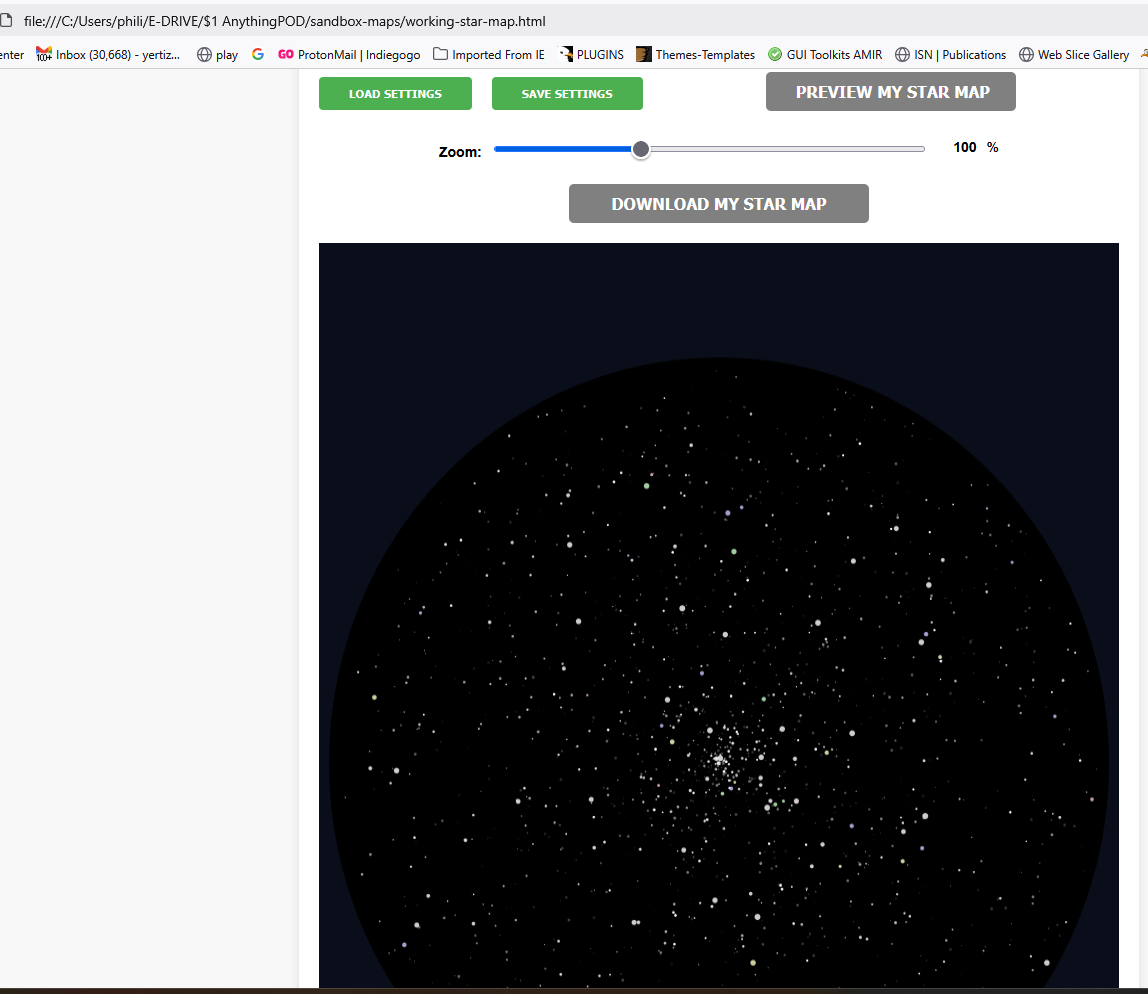 file:///C:/Users/phili/E-DRIVE/$1 AnythingPOD/sandbox-maps/working-star-map.html
enter Inbox (30,668) - yertiz... play G GO ProtonMail | Indiegogo Imported From IE PLUGINS Themes-Templates GUI Toolkits AMIR ISN | Publications Web Slice Gallery
LOAD SETTINGS SAVE SETTINGS PREVIEW MY STAR MAP
Zoom: 100 %
DOWNLOAD MY STAR MAP